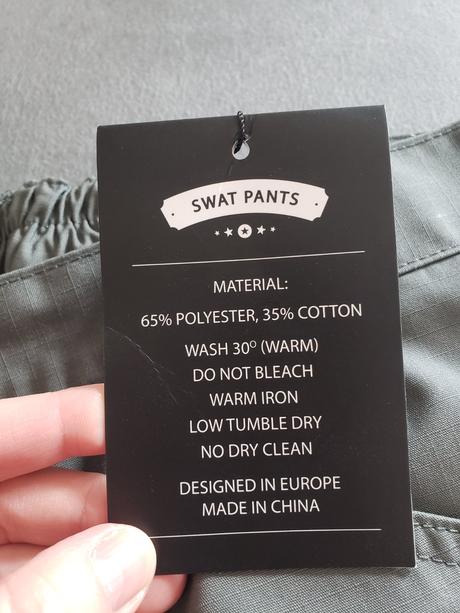 SWAT PANTS
MATERIAL:
65% POLYESTER, 35% COTTON
WASH 30° (WARM)
DO NOT BLEACH
WARM IRON
LOW TUMBLE DRY
NO DRY CLEAN
DESIGNED IN EUROPE
MADE IN CHINA